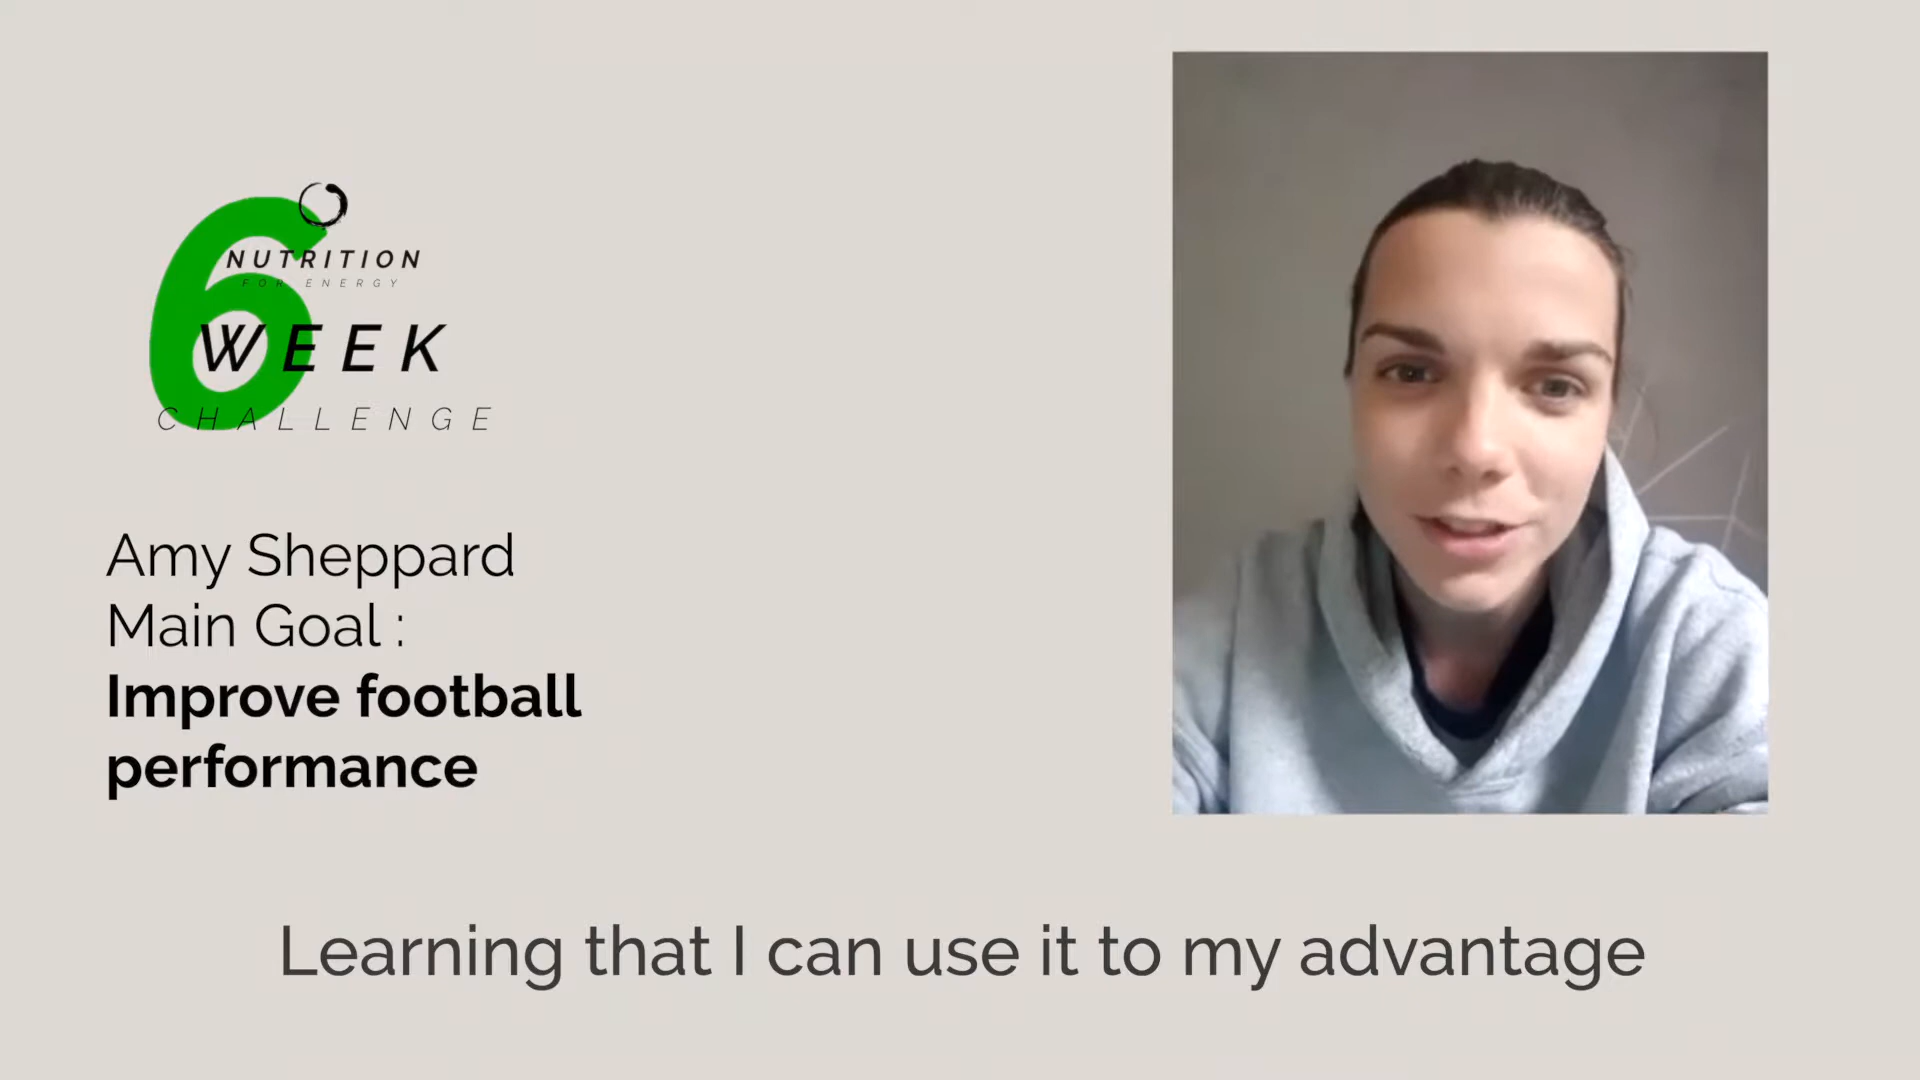 6
NUTRITION
FOR ENERGY
WEEK
CHALLENGE
Amy Sheppard
Main Goal :
Improve football
performance
Learning that I can use it to my advantage